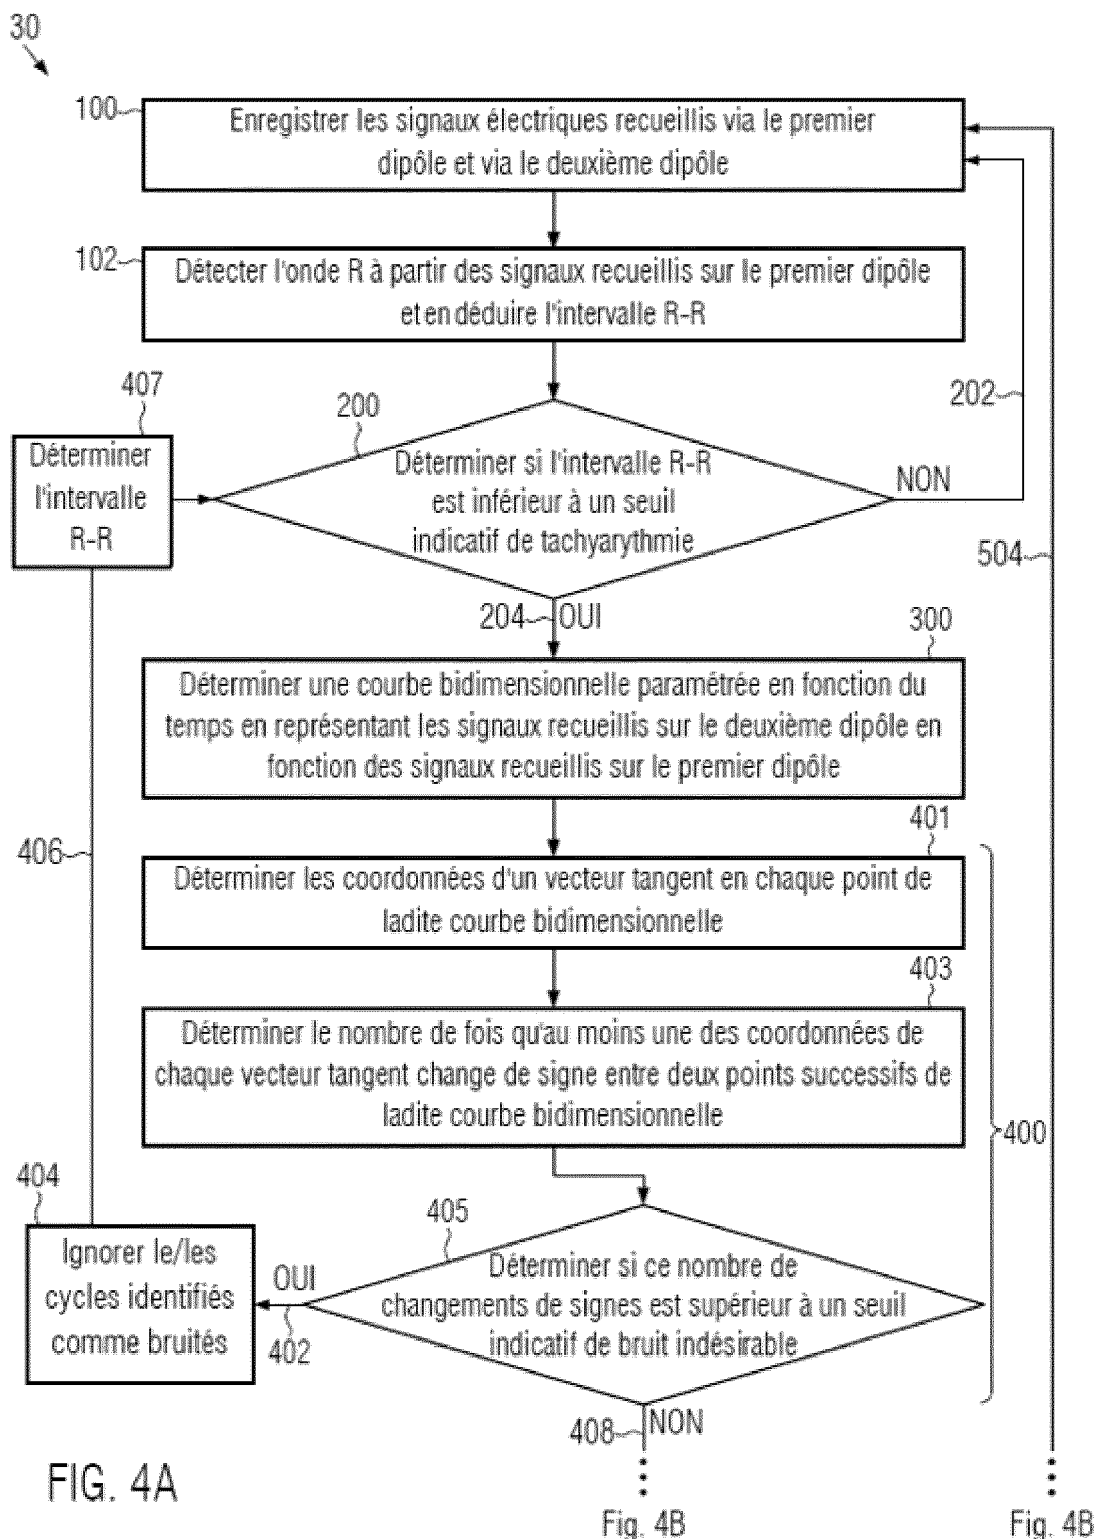 30
100
Enregistrer les signaux électriques recueillis via le premier
dipôle et via le deuxième dipôle
102
Détecter l'onde R à partir des signaux recueillis sur le premier dipôle
et en déduire l'intervalle R-R
407
Déterminer
l'intervalle
R-R
200
Déterminer si l'intervalle R-R
est inférieur à un seuil
indicatif de tachyarythmie
NON
202
504
204
OUI
300
Déterminer une courbe bidimensionnelle paramétrée en fonction du
temps en représentant les signaux recueillis sur le deuxième dipôle en
fonction des signaux recueillis sur le premier dipôle
401
406
Déterminer les coordonnées d'un vecteur tangent en chaque point de
ladite courbe bidimensionnelle
403
Déterminer le nombre de fois qu'au moins une des coordonnées de
chaque vecteur tangent change de signe entre deux points successifs de
ladite courbe bidimensionnelle
400
404
Ignorer le/les
cycles identifiés
comme bruités
OUI
402
405
Déterminer si ce nombre de
changements de signes est supérieur à un seuil
indicatif de bruit indésirable
408
NON
FIG. 4A
Fig. 4B
Fig. 4B